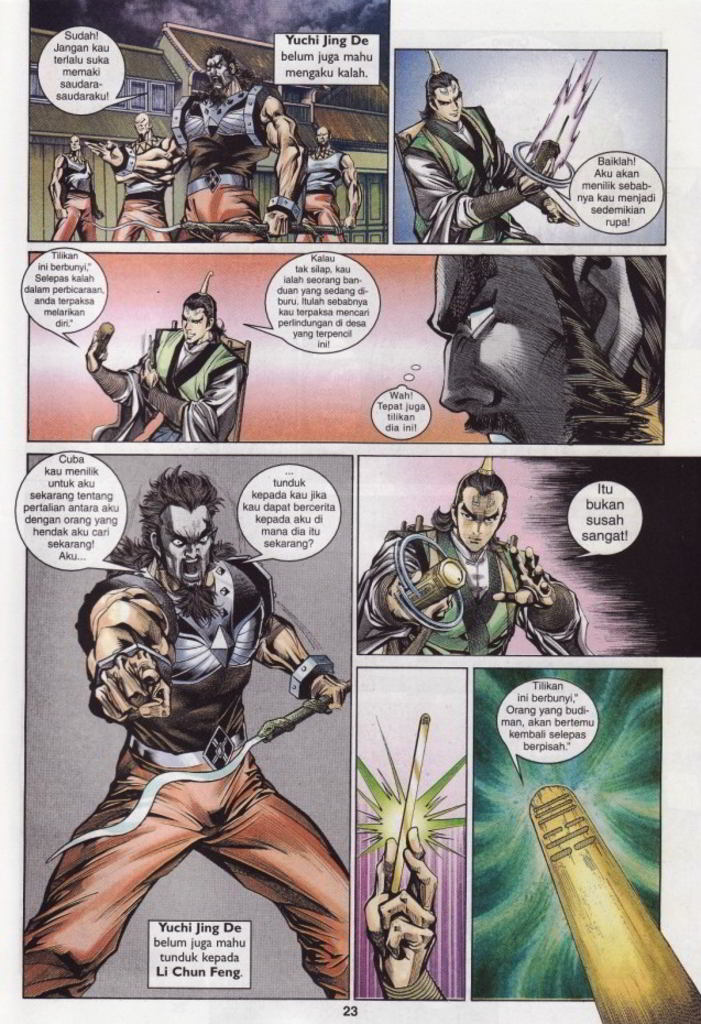 Sudah!
Jangan kau
terlalu suka
memaki
saudara-
saudaraku!
Yuchi Jing De
belum juga mahu
mengaku kalah.
Baiklah!
Aku akan
menilik sebab-
nya kau menjadi
sedemikian
rupa!
Tilikan
ini berbunyi,"
Selepas kalah
dalam perbicaraan,
anda terpaksa
melarikan
diri."
Kalau
tak silap, kau
ialah seorang ban-
duan yang sedang di-
buru. Itulah sebabnya
kau terpaksa mencari
perlindungan di desa
yang terpencil
ini!
Wah!
Tepat juga
tilikan
dia ini!
Cuba
kau menilik
untuk aku
sekarang tentang
pertalian antara aku
dengan orang yang
hendak aku cari
sekarang!
Aku...
...
tunduk
kepada kau jika
kau dapat bercerita
kepada aku di
mana dia itu
sekarang?
Itu
bukan
susah
sangat!
Tilikan
ini berbunyi,"
Orang yang budi-
man, akan bertemu
kembali selepas
berpisah."
Yuchi Jing De
belum juga mahu
tunduk kepada
Li Chun Feng.
23